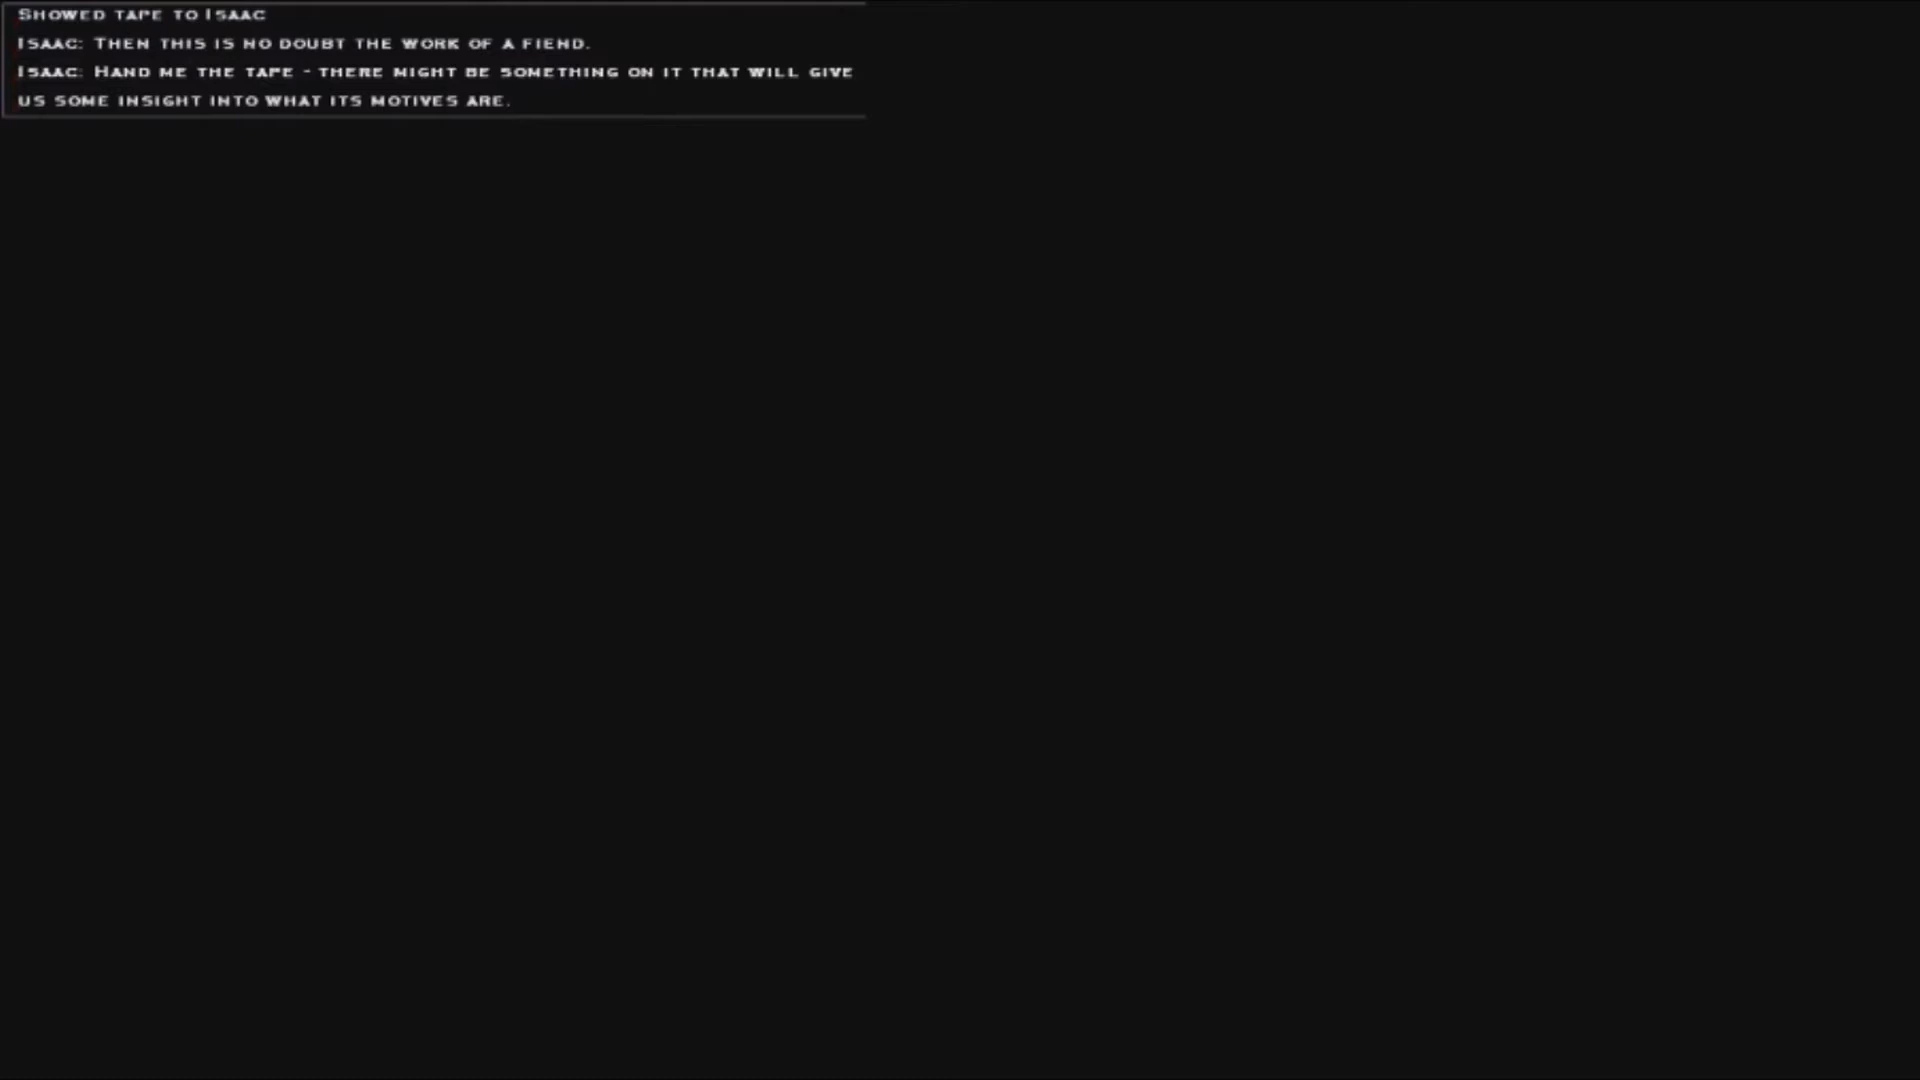 Showed tape to Isaac
Isaac: Then this is no doubt the work of a fiend.
Isaac: Hand me the tape - there might be something on it that will give
us some insight into what its motives are.